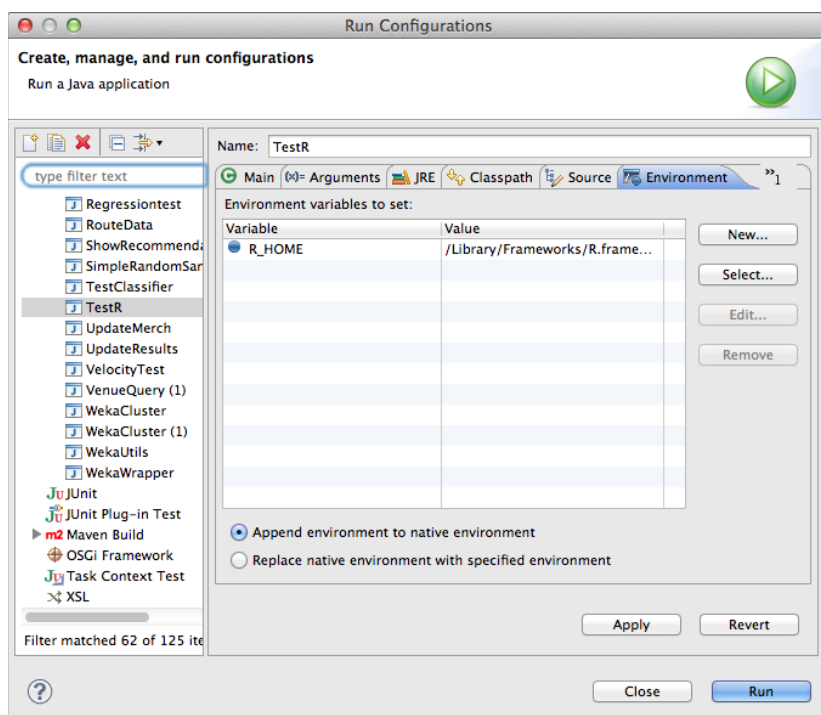 Run Configurations
Create, manage, and run configurations
Run a Java application
Name: TestR
type filter text
Main (x)= Arguments JRE Classpath Source Environment »1
Regressiontest
RouteData
ShowRecommenda
SimpleRandomSar
TestClassifier
TestR
UpdateMerch
UpdateResults
VelocityTest
VenueQuery (1)
WekaCluster
WekaCluster (1)
WekaUtils
WekaWrapper
JU JUnit
JU JUnit Plug-in Test
m2 Maven Build
OSGi Framework
JU Task Context Test
XSL
Filter matched 62 of 125 ite
Environment variables to set:
Variable Value
R_HOME /Library/Frameworks/R.frame...
New...
Select...
Edit...
Remove
Append environment to native environment
Replace native environment with specified environment
Apply Revert
? Close Run